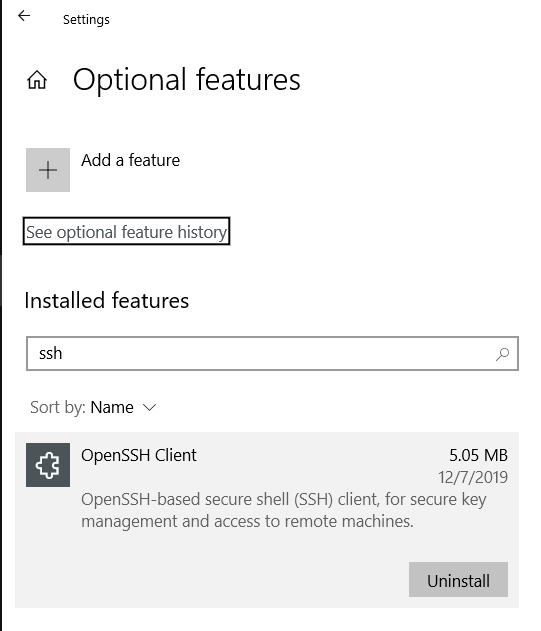 Settings
Optional features
Add a feature
See optional feature history
Installed features
ssh
Sort by: Name
OpenSSH Client
5.05 MB
12/7/2019
OpenSSH-based secure shell (SSH) client, for secure key
management and access to remote machines.
Uninstall